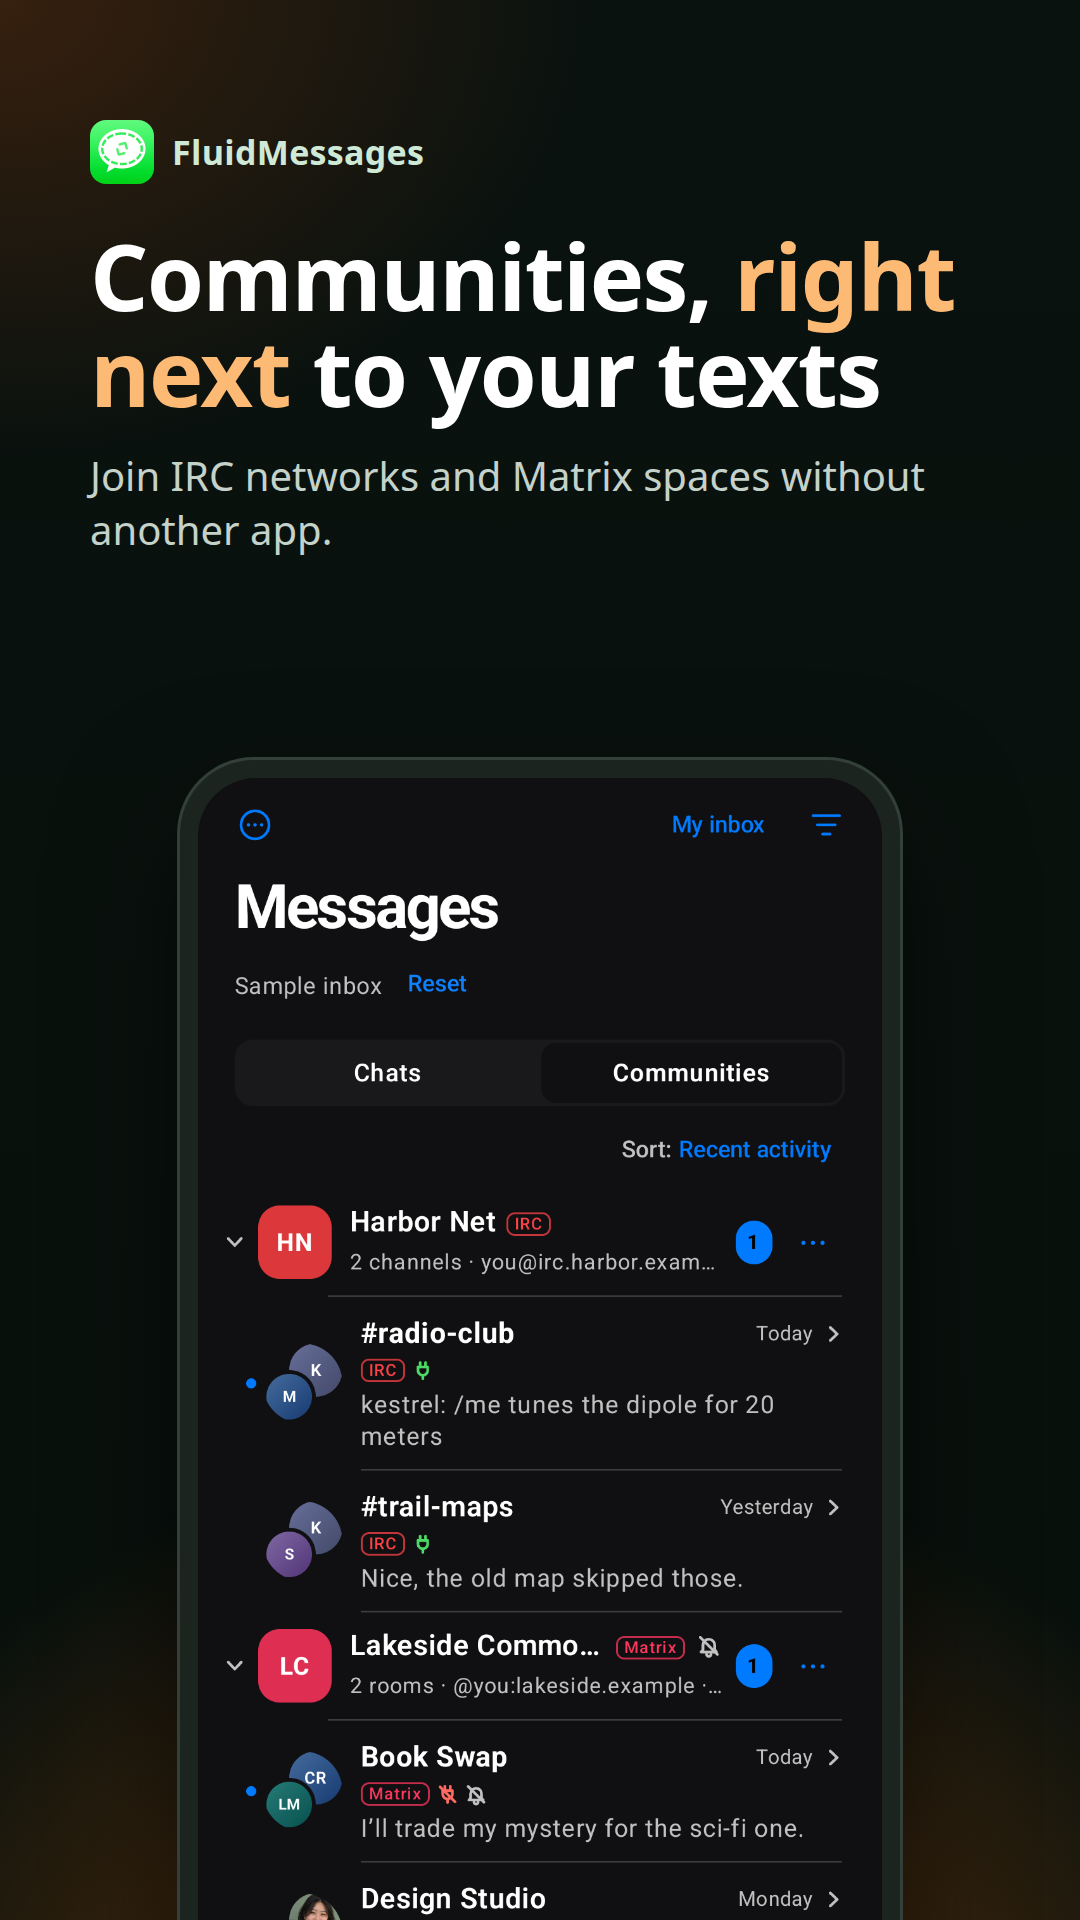 FluidMessages
Communities, right
next to your texts
Join IRC networks and Matrix spaces without
another app.
My inbox
Messages
Sample inbox Reset
Chats Communities
Sort: Recent activity
HN Harbor Net IRC 1
2 channels · you@irc.harbor.exam...
#radio-club Today
K
IRC
M
kestrel: /me tunes the dipole for 20
meters
#trail-maps Yesterday
K
IRC
S
Nice, the old map skipped those.
LC Lakeside Commo... Matrix 1
2 rooms · @you:lakeside.example ·...
Book Swap Today
CR
Matrix
LM
I’ll trade my mystery for the sci-fi one.
Design Studio Monday